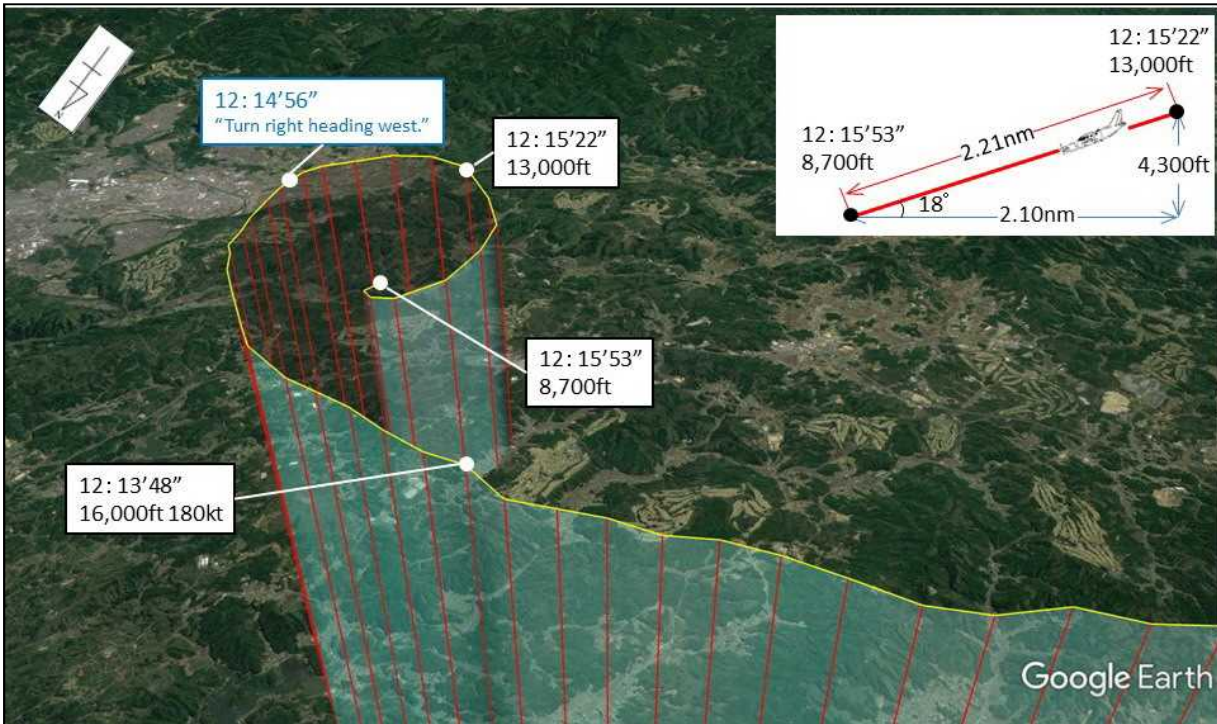 N
12:14’56”
“Turn right heading west.”
12:15’22”
13,000ft
12:15’53”
8,700ft
12:13’48”
16,000ft 180kt
12:15’22”
13,000ft
12:15’53”
8,700ft
2.21nm
4,300ft
18°
2.10nm
Google Earth